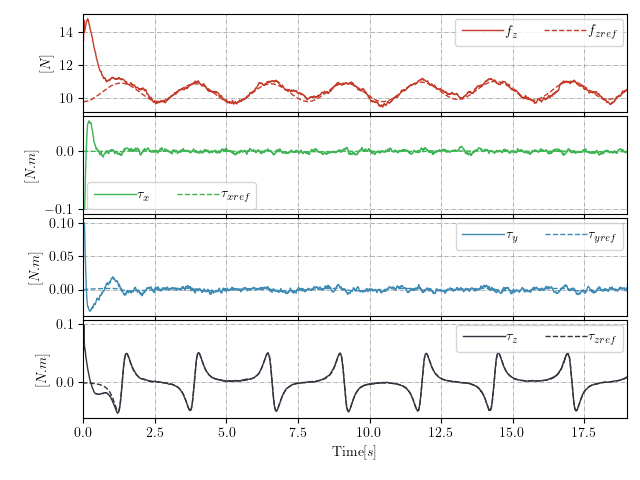 14
12
10
[N]
f_z
f_zref
0.0
−0.1
[N.m]
τ_x
τ_xref
0.10
0.05
0.00
[N.m]
τ_y
τ_yref
0.1
0.0
[N.m]
τ_z
τ_zref
0.0 2.5 5.0 7.5 10.0 12.5 15.0 17.5
Time[s]